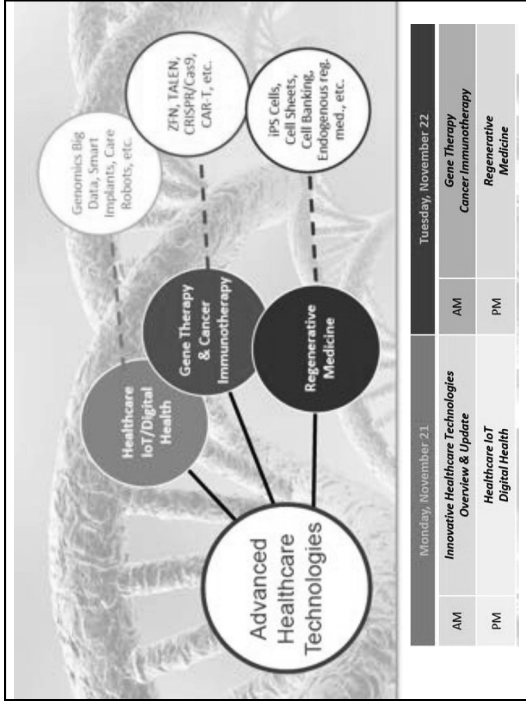 Advanced
Healthcare
Technologies
Healthcare
IoT/Digital
Health
Gene Therapy
& Cancer
Immunotherapy
Regenerative
Medicine
Genomics Big
Data, Smart
Implants, Care
Robots, etc.
ZFN, TALEN,
CRISPR/Cas9,
CAR-T, etc.
iPS Cells,
Cell Sheets,
Cell Banking,
Endogenous reg.
med., etc.
Monday, November 21
Tuesday, November 22
AM
Innovative Healthcare Technologies
Overview & Update
AM
Gene Therapy
Cancer Immunotherapy
PM
Healthcare IoT
Digital Health
PM
Regenerative
Medicine